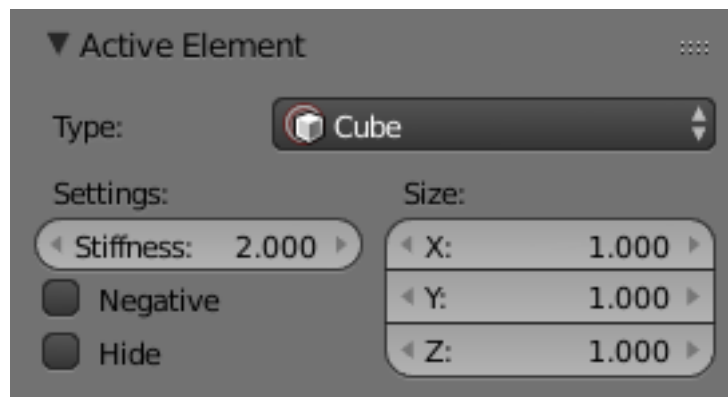 Active Element
Type: Cube
Settings: Size:
Stiffness: 2.000 X: 1.000
Negative Y: 1.000
Hide Z: 1.000